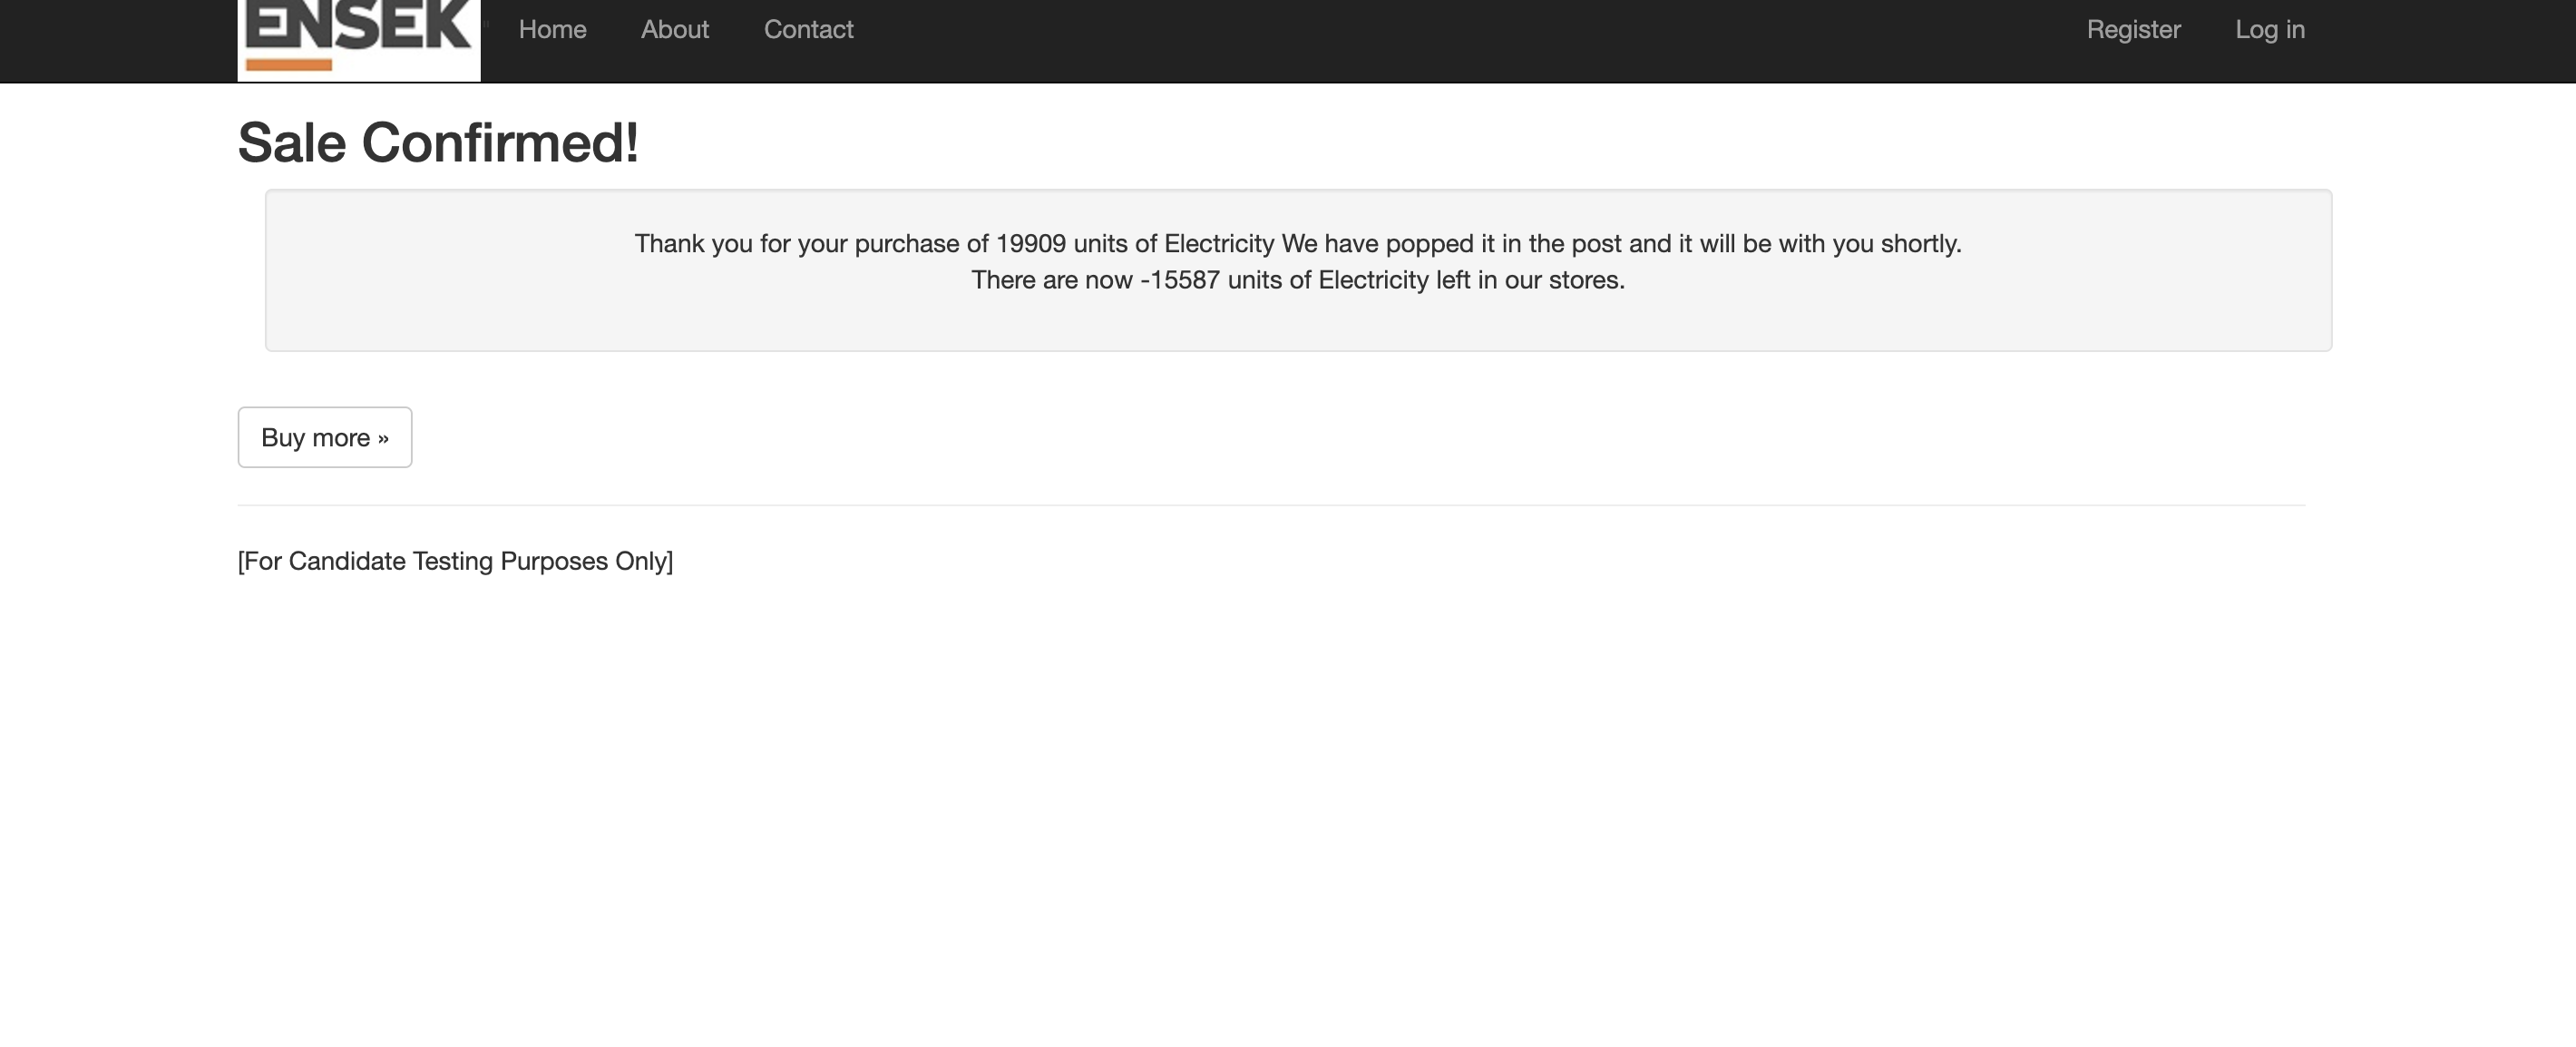 ENSEK
" Home About Contact Register Log in
Sale Confirmed!
Thank you for your purchase of 19909 units of Electricity We have popped it in the post and it will be with you shortly.
There are now -15587 units of Electricity left in our stores.
Buy more »
[For Candidate Testing Purposes Only]